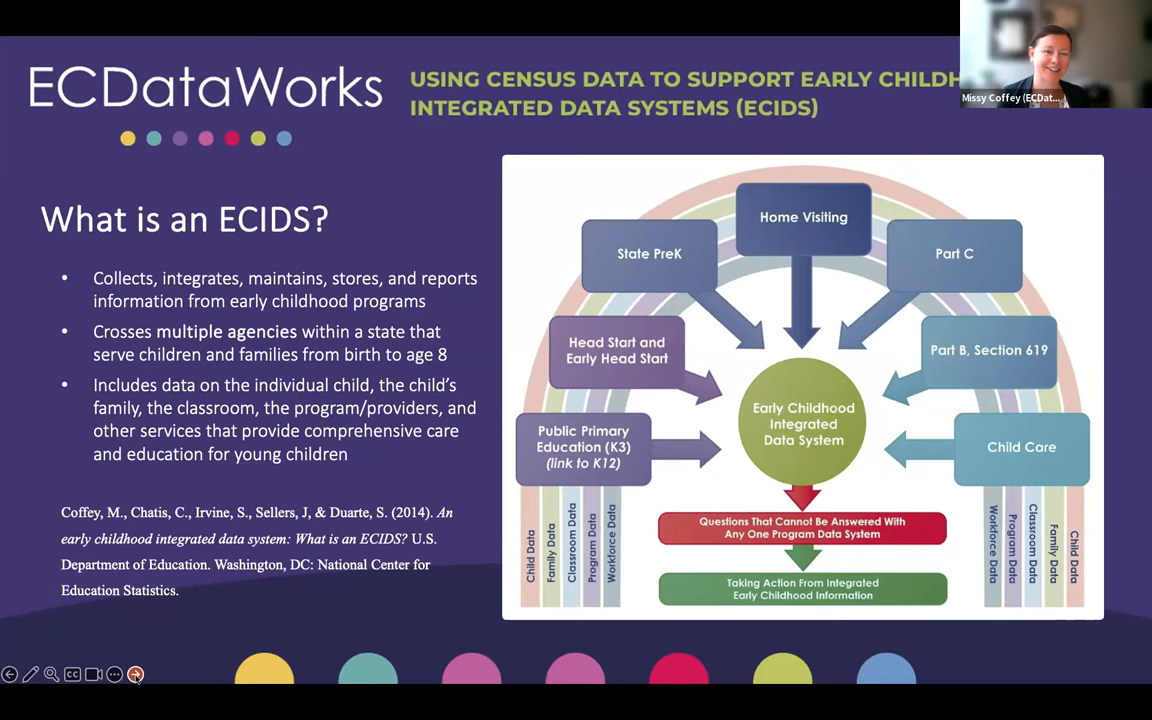 ECDataWorks
USING CENSUS DATA TO SUPPORT EARLY
INTEGRATED DATA SYSTEMS (ECIDS)
Missy Coffey (ECDat...
What is an ECIDS?
• Collects, integrates, maintains, stores, and reports
information from early childhood programs
• Crosses multiple agencies within a state that
serve children and families from birth to age 8
• Includes data on the individual child, the child's
family, the classroom, the program/providers, and
other services that provide comprehensive care
and education for young children
Coffey, M., Chatis, C., Irvine, S., Sellers, J, & Duarte, S. (2014). An
early childhood integrated data system: What is an ECIDS? U.S.
Department of Education. Washington, DC: National Center for
Education Statistics.
Home Visiting
State PreK
Part C
Head Start and
Early Head Start
Part B, Section 619
Public Primary
Education (K3)
(link to K12)
Child Care
Early Childhood
Integrated
Data System
Questions That Cannot Be Answered With
Any One Program Data System
Taking Action From Integrated
Early Childhood Information
Child Data
Family Data
Classroom Data
Program Data
Workforce Data
Workforce Data
Program Data
Classroom Data
Family Data
Child Data
CC